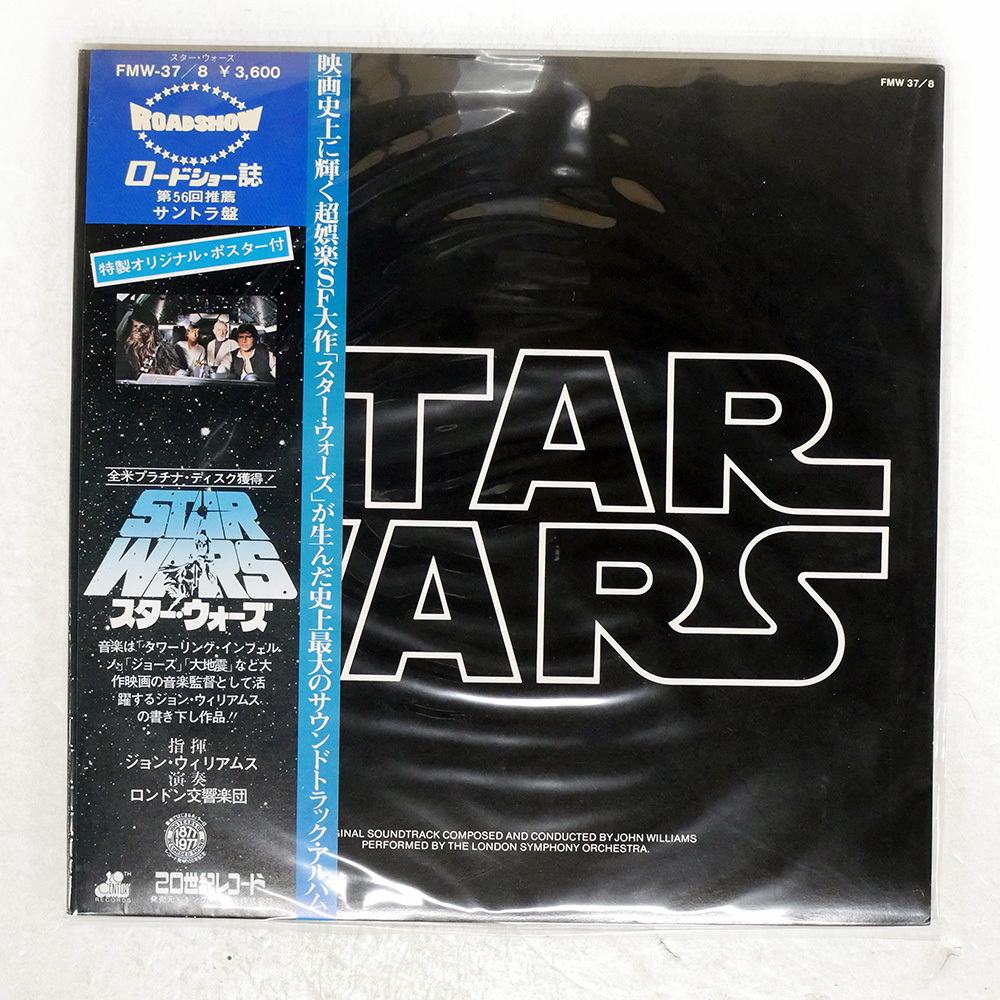 スター・ウォーズ
FMW-37/8 ¥3,600
ROADSHOW
ロードショー誌
第56回推薦
サントラ盤
特製オリジナル・ポスター付
全米プラチナ・ディスク獲得!
STAR
WARS
スター・ウォーズ
音楽は「タワーリング・インフェル
ノ」「ジョーズ」「大地震」など大
作映画の音楽監督として活
躍するジョン・ウィリアムス
の書き下し作品!!
指揮
ジョン・ウィリアムス
演奏
ロンドン交響楽団
1877
1977
20TH
CENTURY
RECORDS
20世紀レコード
映画史上に輝く超娯楽SF大作「スター・ウォーズ」が生んだ史上最大のサウンドトラック・アルバム
FMW 37/8
TAR
WARS
GINAL SOUNDTRACK COMPOSED AND CONDUCTED BY JOHN WILLIAMS
PERFORMED BY THE LONDON SYMPHONY ORCHESTRA.